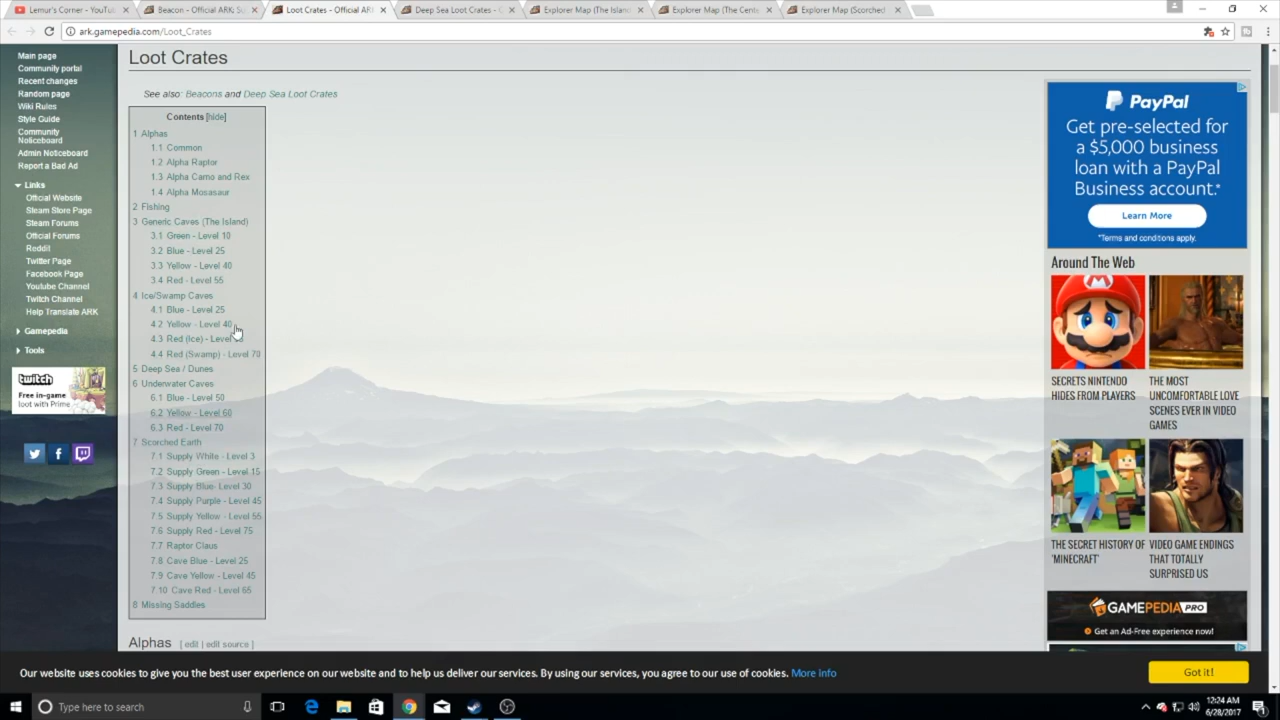 Lemur's Corner - YouTu
Beacon - Official ARK: Su
Loot Crates - Official AR
Deep Sea Loot Crates - O
Explorer Map (The Island
Explorer Map (The Cente
Explorer Map (Scorched)
ark.gamepedia.com/Loot_Crates
Main page
Community portal
Recent changes
Random page
Wiki Rules
Style Guide
Community
Noticeboard
Admin Noticeboard
Report a Bad Ad
Links
Official Website
Steam Store Page
Steam Forums
Official Forums
Reddit
Twitter Page
Facebook Page
Youtube Channel
Twitch Channel
Help Translate ARK
Gamepedia
Tools
twitch
Free in-game
loot with Prime
Loot Crates
See also: Beacons and Deep Sea Loot Crates
Contents [hide]
1 Alphas
1.1 Common
1.2 Alpha Raptor
1.3 Alpha Carno and Rex
1.4 Alpha Mosasaur
2 Fishing
3 Generic Caves (The Island)
3.1 Green - Level 10
3.2 Blue - Level 25
3.3 Yellow - Level 40
3.4 Red - Level 55
4 Ice/Swamp Caves
4.1 Blue - Level 25
4.2 Yellow - Level 40
4.3 Red (Ice) - Level
4.4 Red (Swamp) - Level 70
5 Deep Sea / Dunes
6 Underwater Caves
6.1 Blue - Level 50
6.2 Yellow - Level 60
6.3 Red - Level 70
7 Scorched Earth
7.1 Supply White - Level 3
7.2 Supply Green - Level 15
7.3 Supply Blue- Level 30
7.4 Supply Purple - Level 45
7.5 Supply Yellow - Level 55
7.6 Supply Red - Level 75
7.7 Raptor Claus
7.8 Cave Blue - Level 25
7.9 Cave Yellow - Level 45
7.10 Cave Red - Level 65
8 Missing Saddles
Alphas [ edit | edit source ]
PayPal
Get pre-selected for
a $5,000 business
loan with a PayPal
Business account.*
Learn More
*Terms and conditions apply.
Around The Web
SECRETS NINTENDO
HIDES FROM PLAYERS
THE MOST
UNCOMFORTABLE LOVE
SCENES EVER IN VIDEO
GAMES
THE SECRET HISTORY OF
'MINECRAFT'
VIDEO GAME ENDINGS
THAT TOTALLY
SURPRISED US
GAMEPEDIA PRO
Get an Ad-Free experience now!
Our website uses cookies to give you the best user experience on our website and to help us deliver our services. By using our services, you agree to our use of cookies. More info
Got it!
Type here to search
12:24 AM
6/28/2017